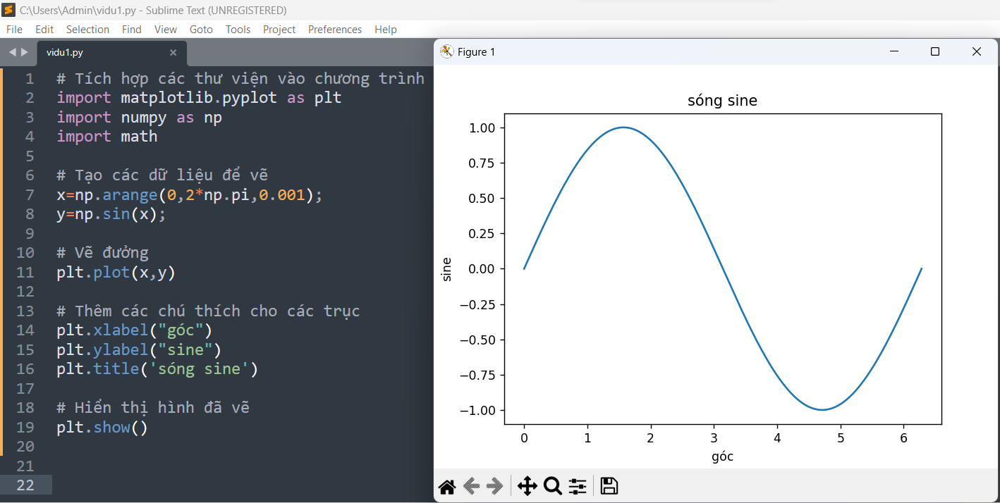 C:\Users\Admin\vidu1.py - Sublime Text (UNREGISTERED)
File Edit Selection Find View Goto Tools Project Preferences Help
vidu1.py
1 # Tích hợp các thư viện vào chương trình
2 import matplotlib.pyplot as plt
3 import numpy as np
4 import math
5
6 # Tạo các dữ liệu để vẽ
7 x=np.arange(0,2*np.pi,0.001);
8 y=np.sin(x);
9
10 # Vẽ đưởng
11 plt.plot(x,y)
12
13 # Thêm các chú thích cho các trục
14 plt.xlabel("góc")
15 plt.ylabel("sine")
16 plt.title('sóng sine')
17
18 # Hiển thị hình đã vẽ
19 plt.show()
20
21
22
Figure 1
sóng sine
1.00
0.75
0.50
0.25
0.00
−0.25
−0.50
−0.75
−1.00
sine
0 1 2 3 4 5 6
góc